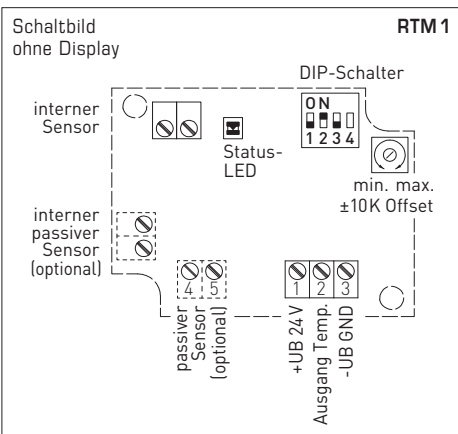 Schaltbild
ohne Display
RTM 1
DIP-Schalter
interner
Sensor
ON
1 2 3 4
Status-
LED
min. max.
±10K Offset
interner
passiver
Sensor
(optional)
4 5
1 2 3
passiver
Sensor
(optional)
+UB 24 V
Ausgang Temp.
-UB GND